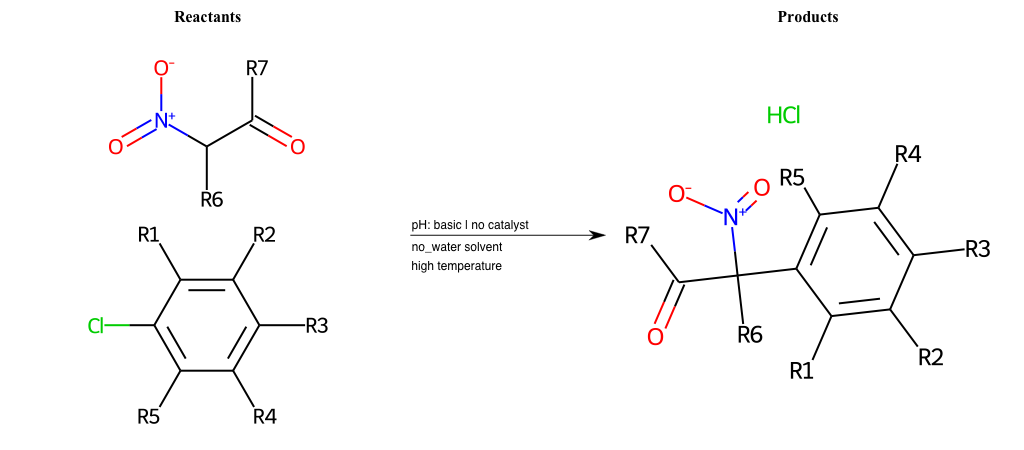 Reactants
Products
O-
R7
N+
O
O
R6
HCl
R4
R5
O-
O
N+
R7
R3
O
R6
R1
R2
pH: basic | no catalyst
no_water solvent
high temperature
R1
R2
Cl
R3
R5
R4